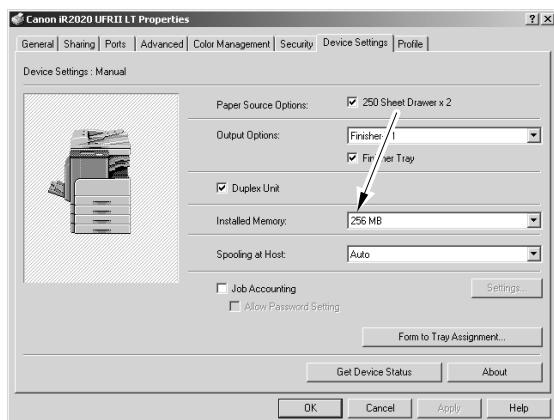 Canon iR2020 UFRII LT Properties
General Sharing Ports Advanced Color Management Security Device Settings Profile
Device Settings : Manual
Paper Source Options: 250 Sheet Drawer x 2
Output Options:
Finisher Tray
Duplex Unit
Installed Memory: 256 MB
Spooling at Host: Auto
Job Accounting Settings...
Allow Password Setting
Form to Tray Assignment...
Get Device Status About
OK Cancel Apply Help